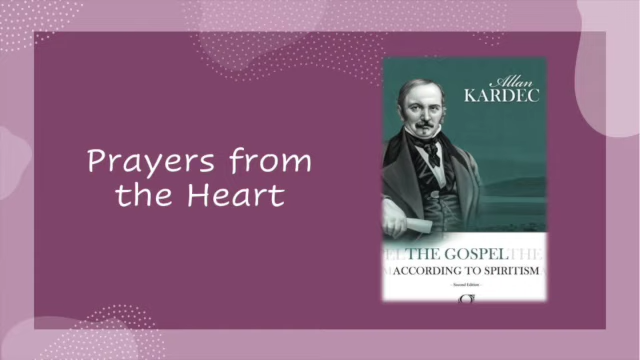 Prayers from
the Heart
Allan
KARDEC
THE GOSPEL
ACCORDING TO SPIRITISM
- Second Edition -